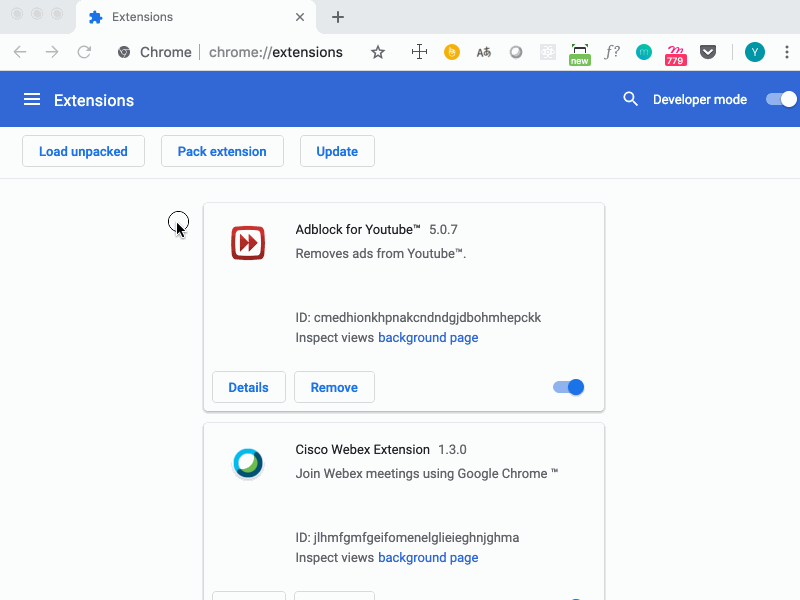 Extensions
Chrome
chrome://extensions
Aあ
new
f?
m
779
Y
Extensions
Developer mode
Load unpacked
Pack extension
Update
Adblock for Youtube™ 5.0.7
Removes ads from Youtube™.
ID: cmedhionkhpnakcndndgjdbohmhepckk
Inspect views background page
Details
Remove
Cisco Webex Extension 1.3.0
Join Webex meetings using Google Chrome ™
ID: jlhmfgmfgeifomenelglieieghnjghma
Inspect views background page